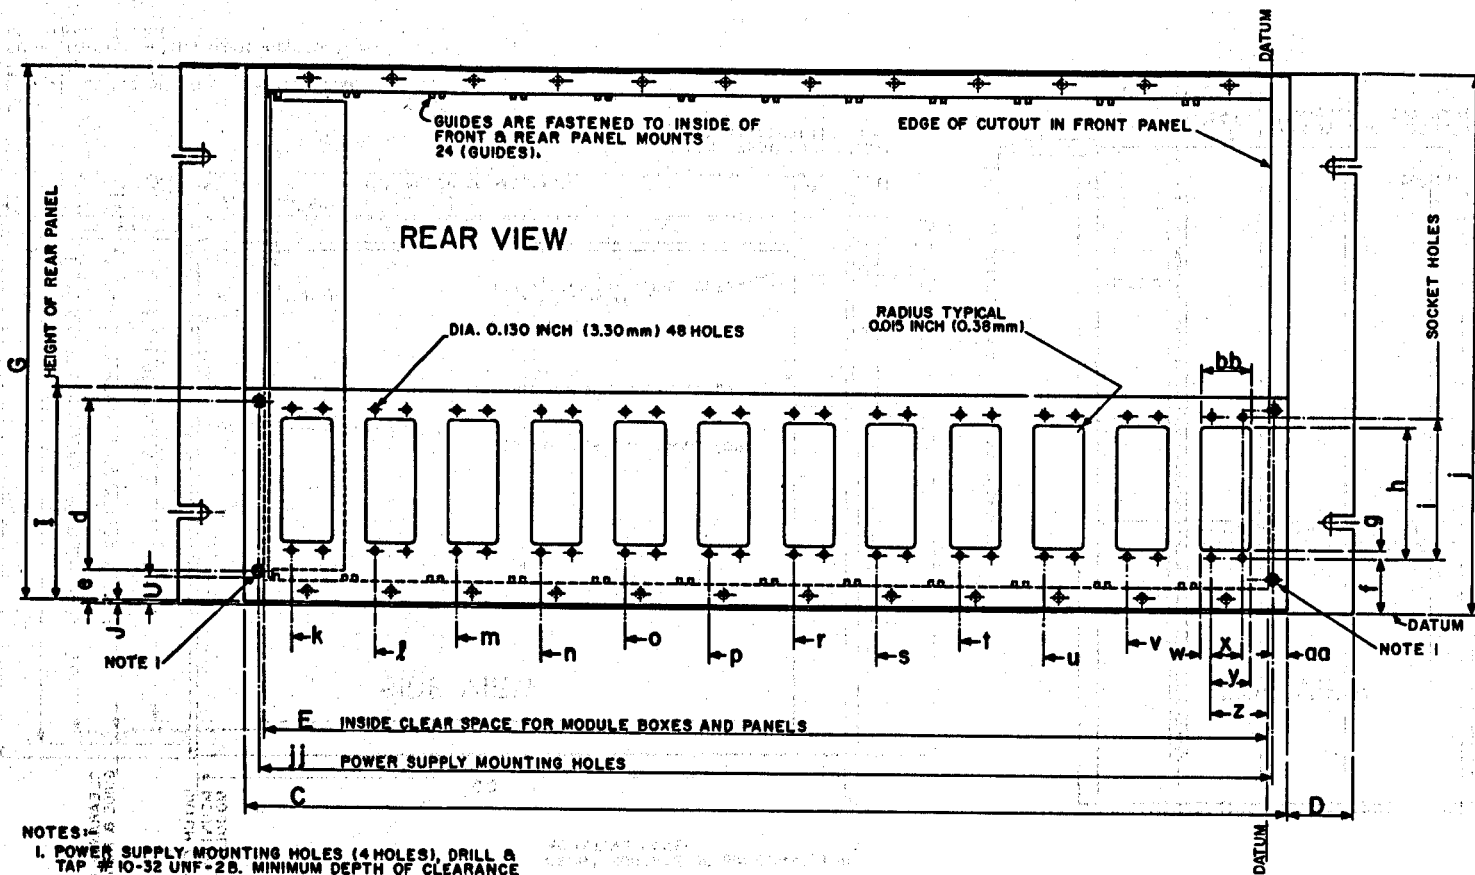 DATUM
GUIDES ARE FASTENED TO INSIDE OF
FRONT & REAR PANEL MOUNTS
24 (GUIDES).
EDGE OF CUTOUT IN FRONT PANEL
HEIGHT OF REAR PANEL
REAR VIEW
SOCKET HOLES
DIA. 0.130 INCH (3.30mm) 48 HOLES
RADIUS TYPICAL
0.015 INCH (0.38mm)
G
I
d
e
J
U
bb
h
i
j
g
f
DATUM
NOTE 1
NOTE 1
k
l
m
n
o
p
r
s
t
u
v
w
x
aa
y
z
E INSIDE CLEAR SPACE FOR MODULE BOXES AND PANELS
jj POWER SUPPLY MOUNTING HOLES
C
D
DATUM
NOTES:-
1. POWER SUPPLY MOUNTING HOLES (4 HOLES), DRILL &
TAP #10-32 UNF-2B. MINIMUM DEPTH OF CLEARANCE